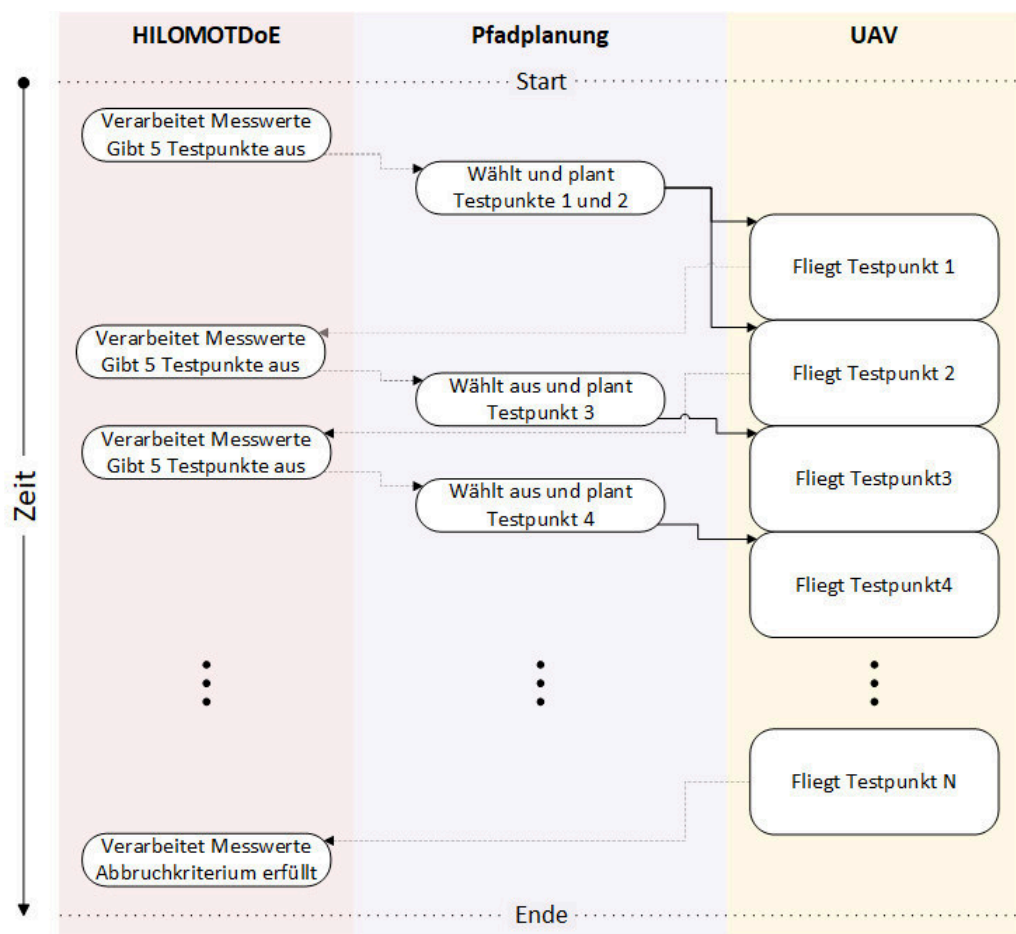 HILOMOTDoE
Pfadplanung
UAV
Start
Verarbeitet Messwerte
Gibt 5 Testpunkte aus
Wählt und plant
Testpunkte 1 und 2
Fliegt Testpunkt 1
Verarbeitet Messwerte
Gibt 5 Testpunkte aus
Fliegt Testpunkt 2
Wählt aus und plant
Testpunkt 3
Verarbeitet Messwerte
Gibt 5 Testpunkte aus
Fliegt Testpunkt3
Wählt aus und plant
Testpunkt 4
Zeit
Fliegt Testpunkt4
Fliegt Testpunkt N
Verarbeitet Messwerte
Abbruchkriterium erfüllt
Ende